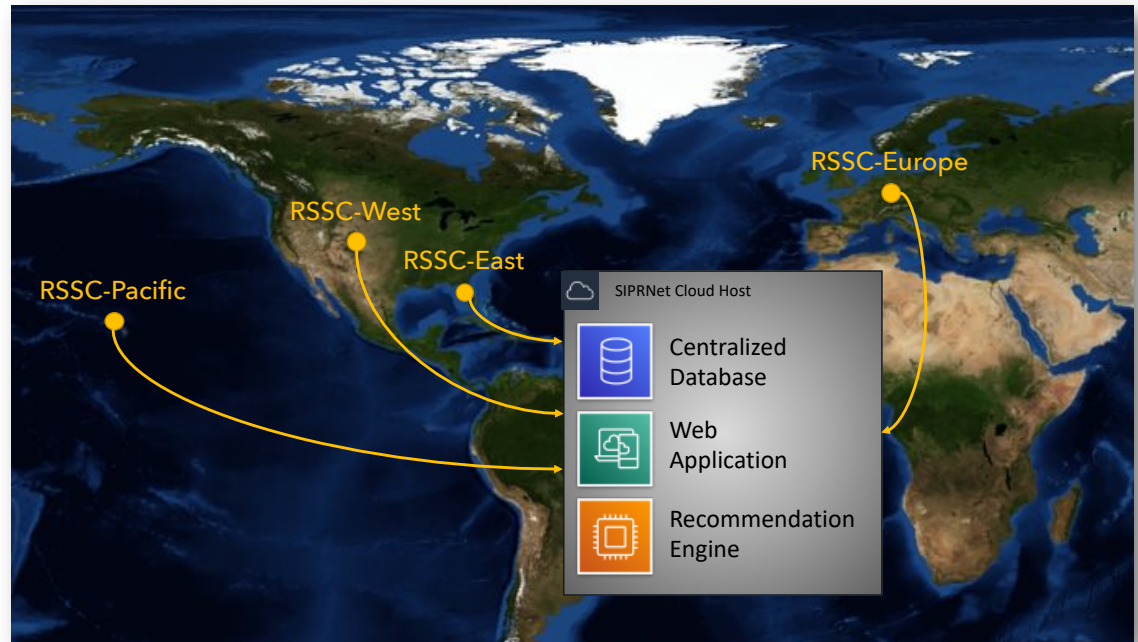 RSSC-Europe
RSSC-West
RSSC-East
RSSC-Pacific
SIPRNet Cloud Host
Centralized
Database
Web
Application
Recommendation
Engine